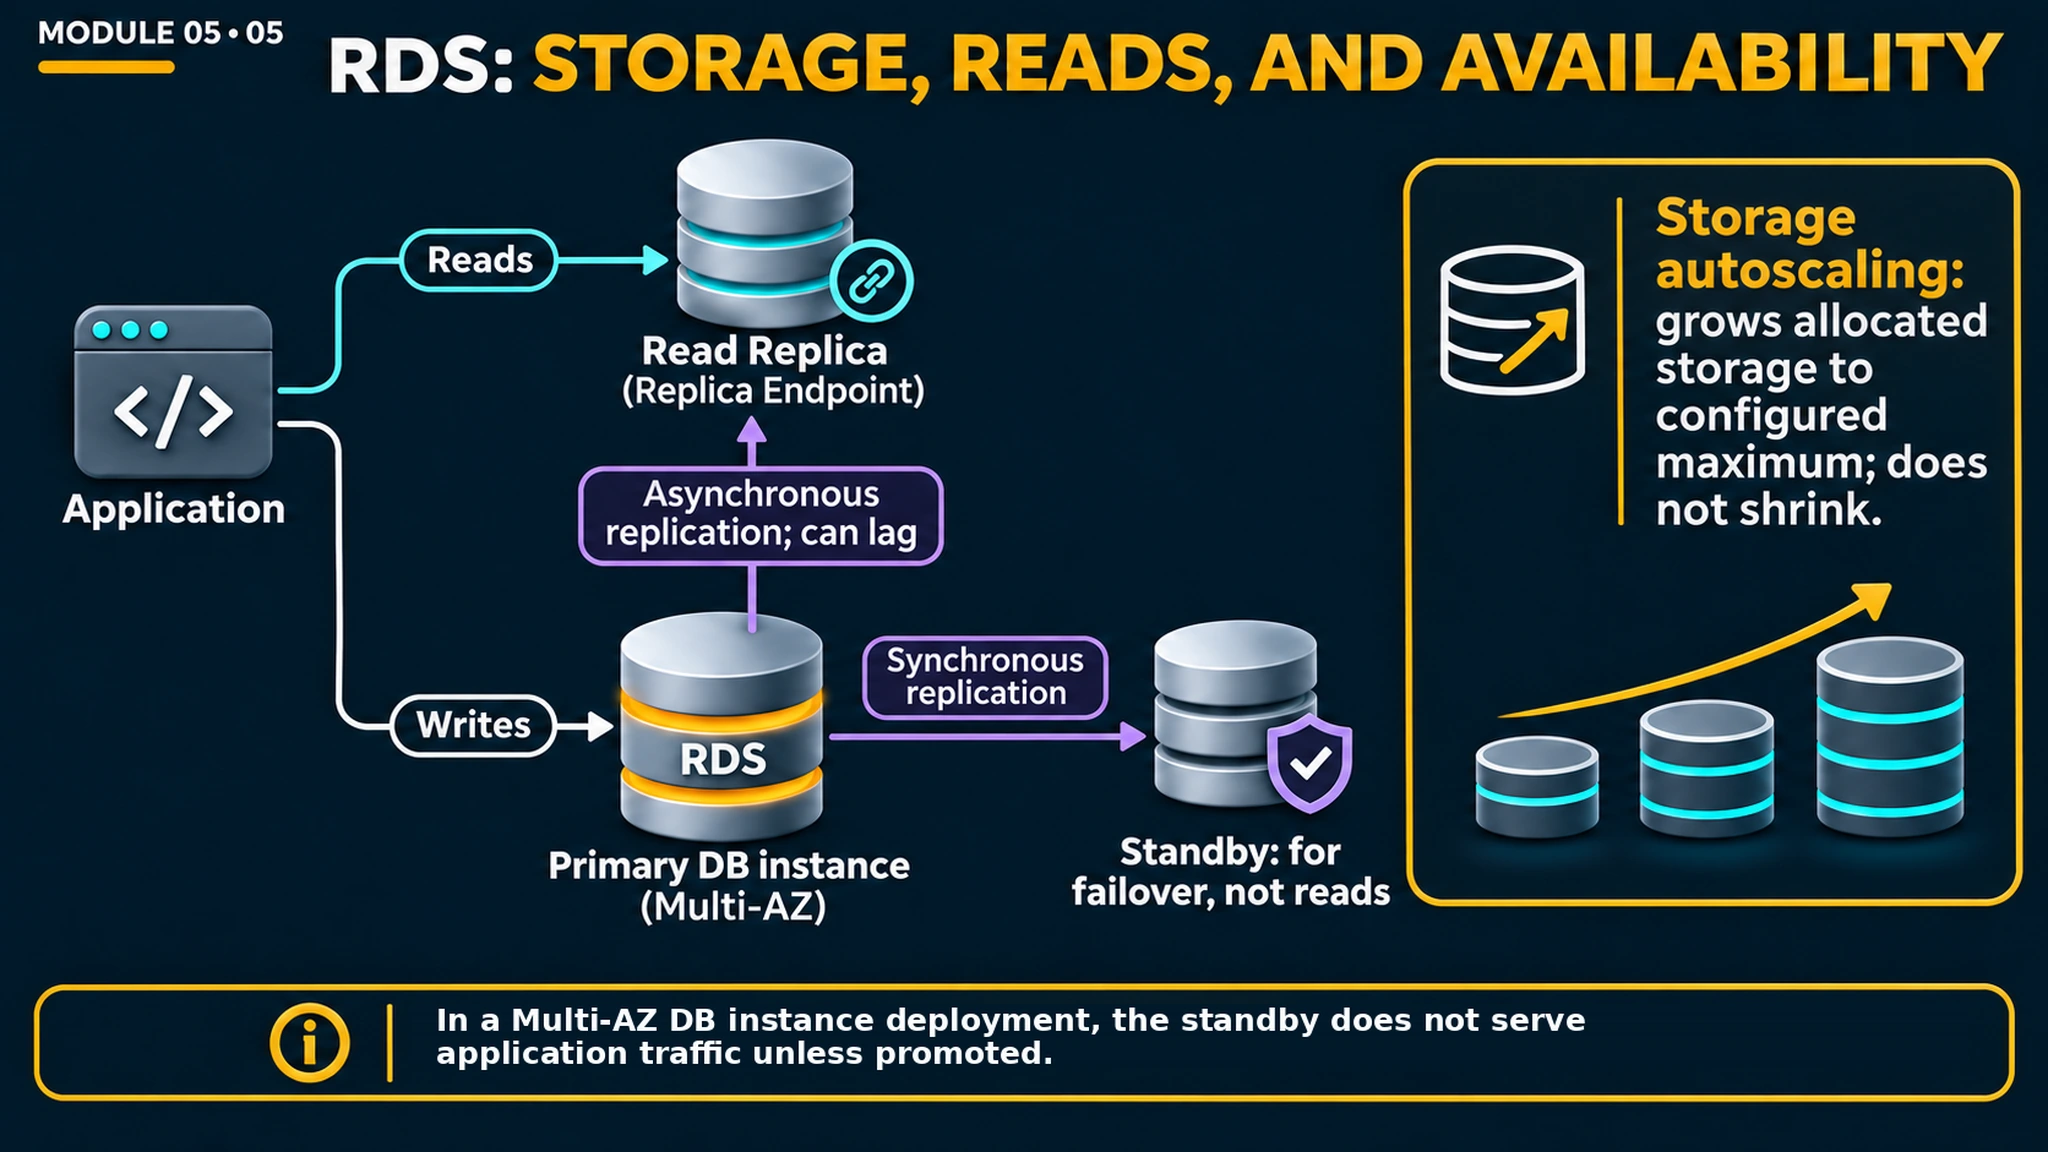 MODULE 05 • 05
RDS: STORAGE, READS, AND AVAILABILITY
Reads
Read Replica
(Replica Endpoint)
</>
Application
Asynchronous
replication; can lag
Writes
RDS
Primary DB instance
(Multi-AZ)
Synchronous
replication
Standby: for
failover, not reads
Storage
autoscaling:
grows allocated
storage to
configured
maximum; does
not shrink.
In a Multi-AZ DB instance deployment, the standby does not serve
application traffic unless promoted.